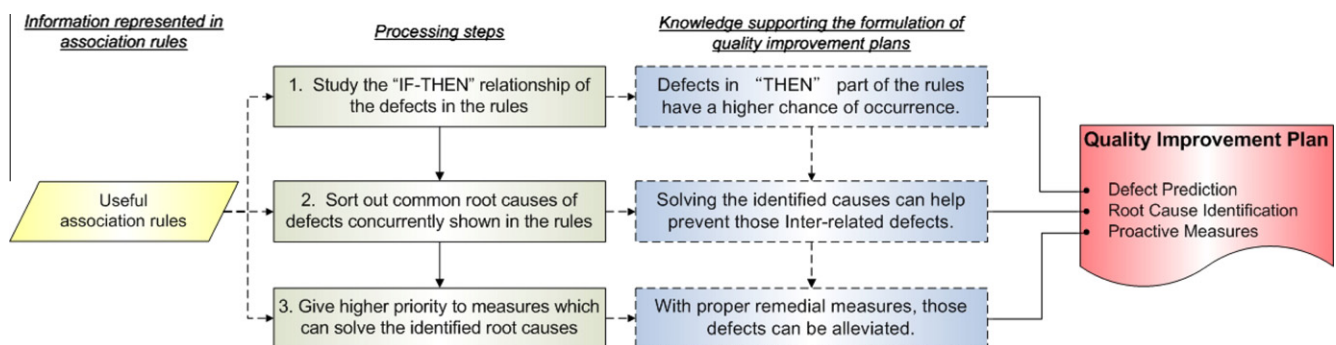 Information represented in
association rules
Processing steps
Knowledge supporting the formulation of
quality improvement plans
1. Study the “IF-THEN” relationship of
the defects in the rules
Defects in “THEN” part of the rules
have a higher chance of occurrence.
Useful
association rules
2. Sort out common root causes of
defects concurrently shown in the rules
Solving the identified causes can help
prevent those Inter-related defects.
3. Give higher priority to measures which
can solve the identified root causes
With proper remedial measures, those
defects can be alleviated.
Quality Improvement Plan
Defect Prediction
Root Cause Identification
Proactive Measures